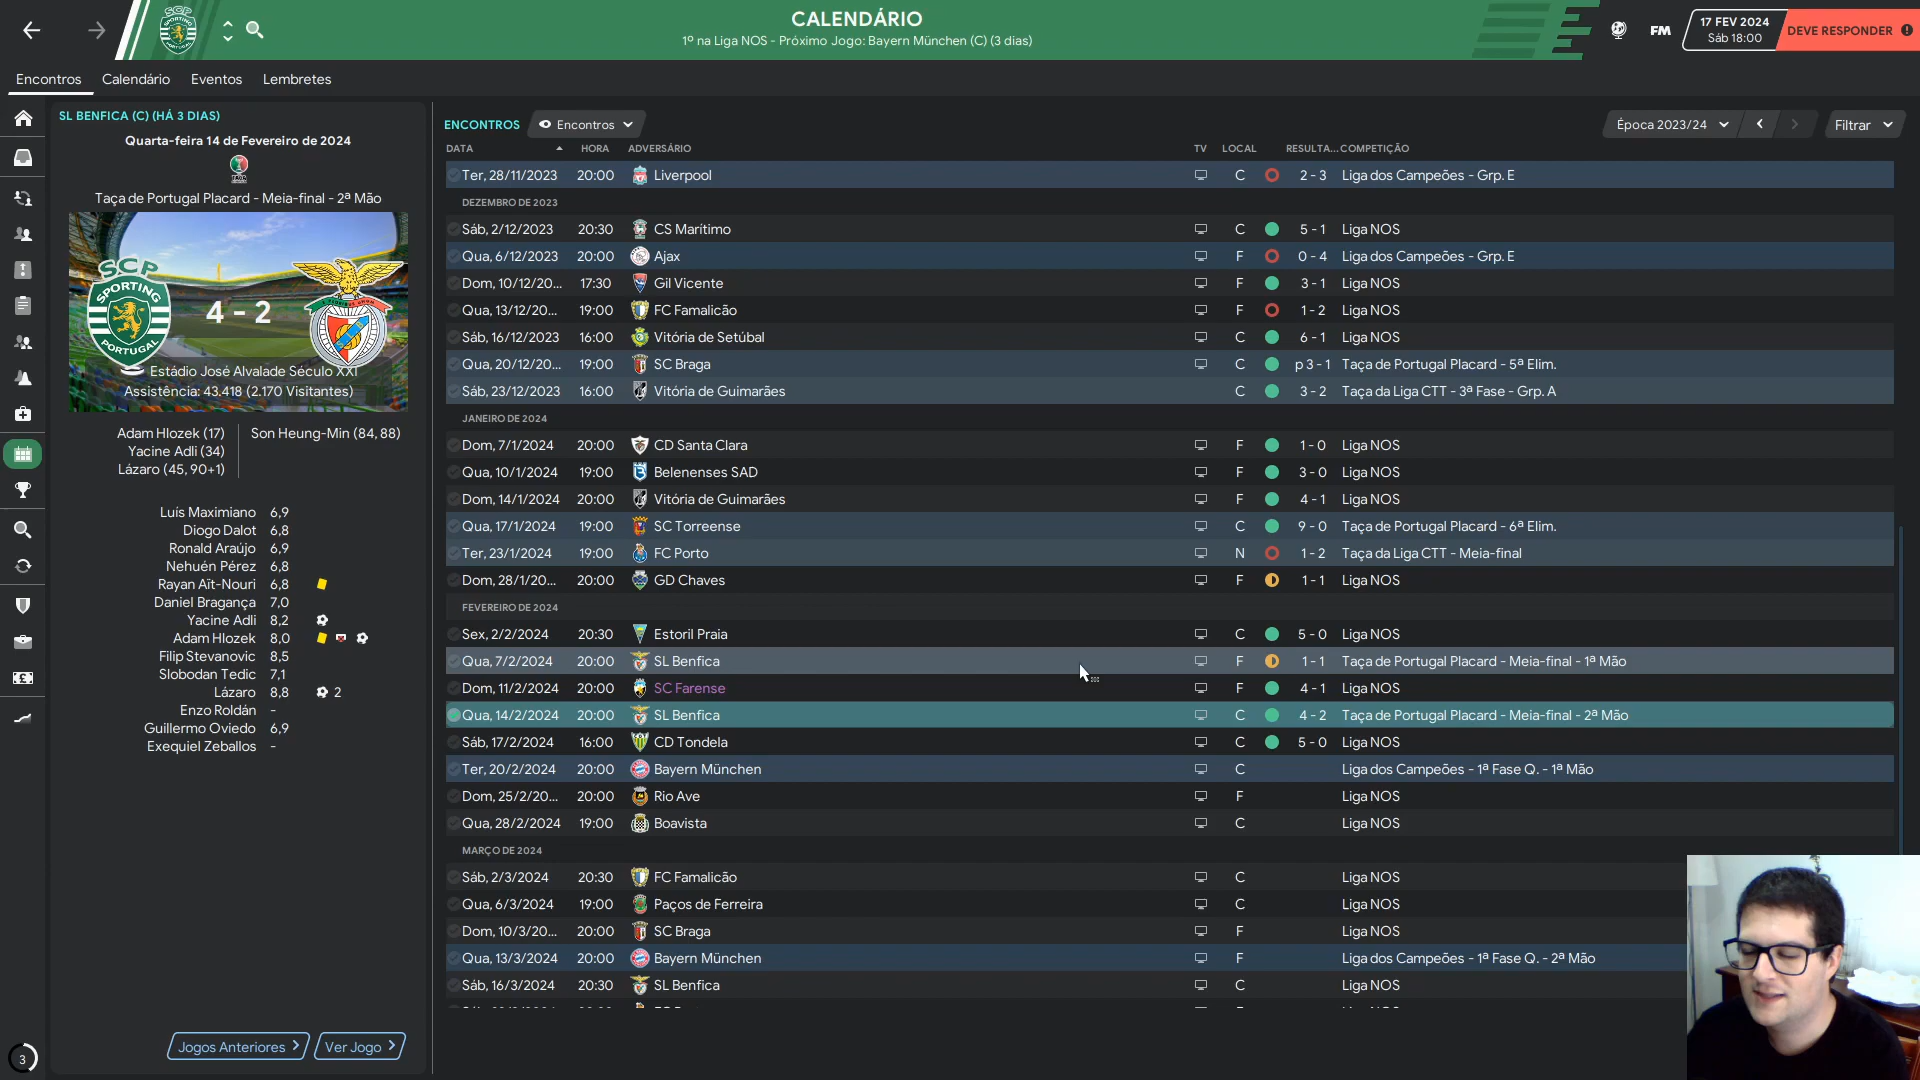 CALENDÁRIO
1º na Liga NOS - Próximo Jogo: Bayern München (C) (3 dias)
FM
17 FEV 2024
Sáb 18:00
DEVE RESPONDER
Encontros Calendário Eventos Lembretes
SL BENFICA (C) (HÁ 3 DIAS)
Quarta-feira 14 de Fevereiro de 2024
Taça de Portugal Placard - Meia-final - 2ª Mão
SCP
SPORTING
PORTUGAL
4 - 2
Estádio José Alvalade Século XXI
Assistência: 43.418 (2.170 Visitantes)
Adam Hlozek (17)
Yacine Adli (34)
Lázaro (45, 90+1)
Son Heung-Min (84, 88)
Luís Maximiano 6,9
Diogo Dalot 6,8
Ronald Araújo 6,9
Nehuén Pérez 6,8
Rayan Aït-Nouri 6,8
Daniel Bragança 7,0
Yacine Adli 8,2
Adam Hlozek 8,0
Filip Stevanovic 8,5
Slobodan Tedic 7,1
Lázaro 8,8 2
Enzo Roldán -
Guillermo Oviedo 6,9
Exequiel Zeballos -
Jogos Anteriores
Ver Jogo
3
ENCONTROS
Encontros
Época 2023/24
Filtrar
DATA HORA ADVERSÁRIO TV LOCAL RESULTA... COMPETIÇÃO
Ter, 28/11/2023 20:00 Liverpool C 2 - 3 Liga dos Campeões - Grp. E
DEZEMBRO DE 2023
Sáb, 2/12/2023 20:30 CS Marítimo C 5 - 1 Liga NOS
Qua, 6/12/2023 20:00 Ajax F 0 - 4 Liga dos Campeões - Grp. E
Dom, 10/12/20... 17:30 Gil Vicente F 3 - 1 Liga NOS
Qua, 13/12/20... 19:00 FC Famalicão F 1 - 2 Liga NOS
Sáb, 16/12/2023 16:00 Vitória de Setúbal C 6 - 1 Liga NOS
Qua, 20/12/20... 19:00 SC Braga C p 3 - 1 Taça de Portugal Placard - 5ª Elim.
Sáb, 23/12/2023 16:00 Vitória de Guimarães C 3 - 2 Taça da Liga CTT - 3ª Fase - Grp. A
JANEIRO DE 2024
Dom, 7/1/2024 20:00 CD Santa Clara F 1 - 0 Liga NOS
Qua, 10/1/2024 19:00 Belenenses SAD F 3 - 0 Liga NOS
Dom, 14/1/2024 20:00 Vitória de Guimarães F 4 - 1 Liga NOS
Qua, 17/1/2024 19:00 SC Torreense C 9 - 0 Taça de Portugal Placard - 6ª Elim.
Ter, 23/1/2024 19:00 FC Porto N 1 - 2 Taça da Liga CTT - Meia-final
Dom, 28/1/20... 20:00 GD Chaves F 1 - 1 Liga NOS
FEVEREIRO DE 2024
Sex, 2/2/2024 20:30 Estoril Praia C 5 - 0 Liga NOS
Qua, 7/2/2024 20:00 SL Benfica F 1 - 1 Taça de Portugal Placard - Meia-final - 1ª Mão
Dom, 11/2/2024 20:00 SC Farense F 4 - 1 Liga NOS
Qua, 14/2/2024 20:00 SL Benfica C 4 - 2 Taça de Portugal Placard - Meia-final - 2ª Mão
Sáb, 17/2/2024 16:00 CD Tondela C 5 - 0 Liga NOS
Ter, 20/2/2024 20:00 Bayern München C Liga dos Campeões - 1ª Fase Q. - 1ª Mão
Dom, 25/2/20... 20:00 Rio Ave F Liga NOS
Qua, 28/2/2024 19:00 Boavista C Liga NOS
MARÇO DE 2024
Sáb, 2/3/2024 20:30 FC Famalicão C Liga NOS
Qua, 6/3/2024 19:00 Paços de Ferreira C Liga NOS
Dom, 10/3/20... 20:00 SC Braga F Liga NOS
Qua, 13/3/2024 20:00 Bayern München F Liga dos Campeões - 1ª Fase Q. - 2ª Mão
Sáb, 16/3/2024 20:30 SL Benfica C Liga NOS